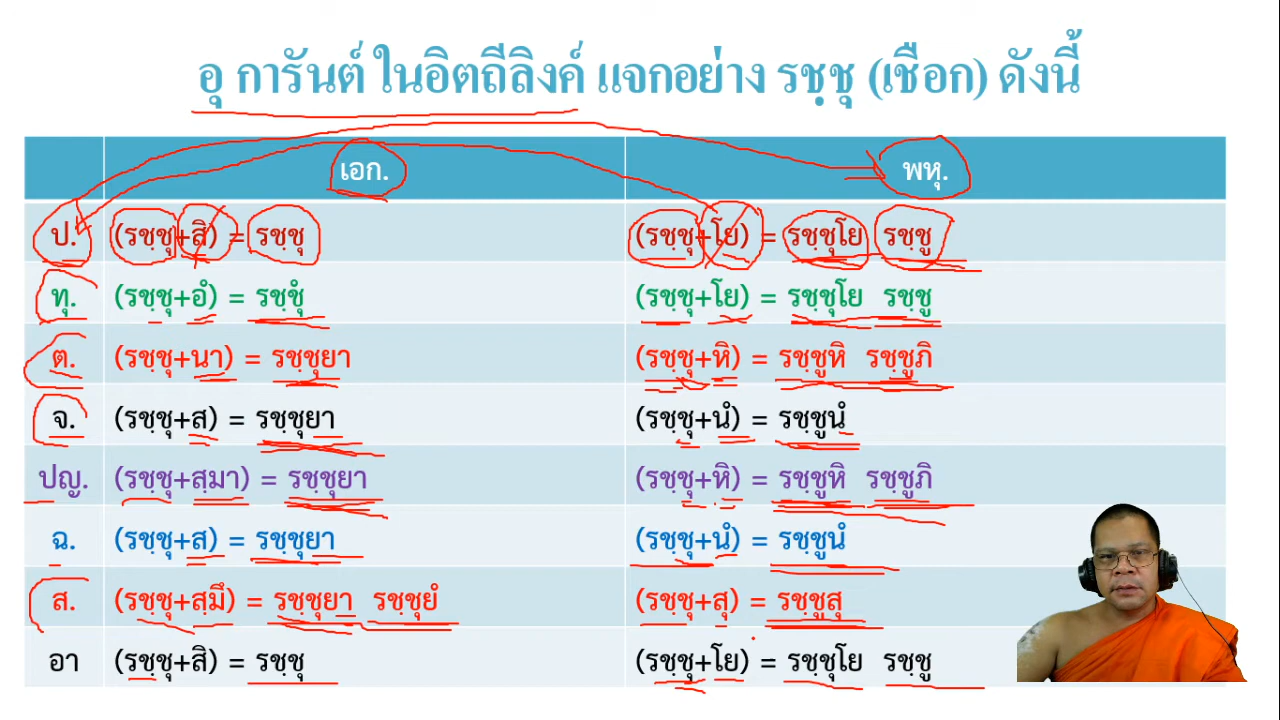 อุ การันต์ ในอิตถีลิงค์ แจกอย่าง รชฺชุ (เชือก) ดังนี้
เอก. พหุ.
ป. (รชฺชุ+สิ) = รชฺชุ (รชฺชุ+โย) = รชฺชุโย รชฺชู
ทุ. (รชฺชุ+อํ) = รชฺชุํ (รชฺชุ+โย) = รชฺชุโย รชฺชู
ต. (รชฺชุ+นา) = รชฺชุยา (รชฺชุ+หิ) = รชฺชูหิ รชฺชูภิ
จ. (รชฺชุ+ส) = รชฺชุยา (รชฺชุ+นํ) = รชฺชูนํ
ปญ. (รชฺชุ+สฺมา) = รชฺชุยา (รชฺชุ+หิ) = รชฺชูหิ รชฺชูภิ
ฉ. (รชฺชุ+ส) = รชฺชุยา (รชฺชุ+นํ) = รชฺชูนํ
ส. (รชฺชุ+สฺมึ) = รชฺชุยา รชฺชุยํ (รชฺชุ+สุ) = รชฺชูสุ
อา (รชฺชุ+สิ) = รชฺชุ (รชฺชุ+โย) = รชฺชุโย รชฺชู